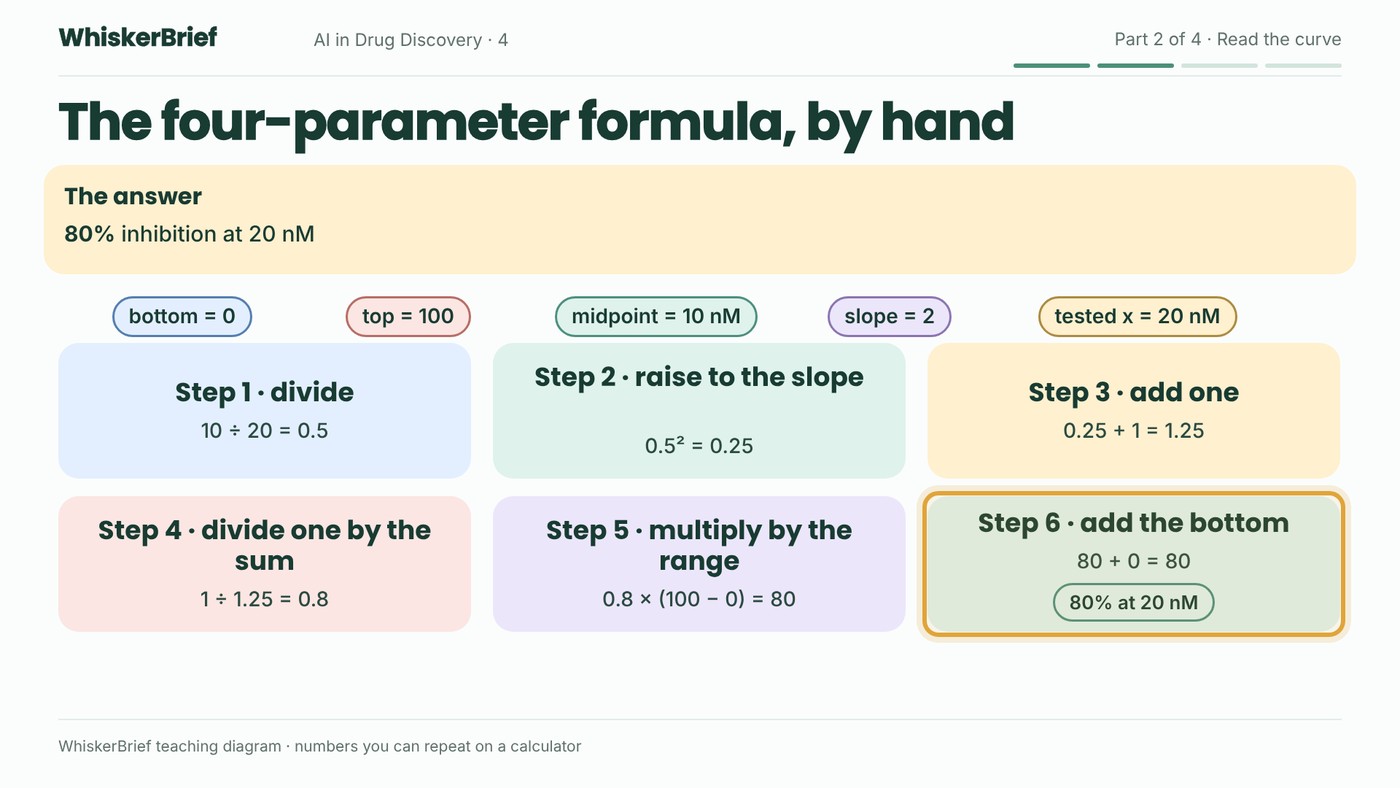 WhiskerBrief
AI in Drug Discovery · 4
Part 2 of 4 · Read the curve
The four-parameter formula, by hand
The answer
80% inhibition at 20 nM
bottom = 0
top = 100
midpoint = 10 nM
slope = 2
tested x = 20 nM
Step 1 · divide
10 ÷ 20 = 0.5
Step 2 · raise to the slope
0.5² = 0.25
Step 3 · add one
0.25 + 1 = 1.25
Step 4 · divide one by the
sum
1 ÷ 1.25 = 0.8
Step 5 · multiply by the
range
0.8 × (100 − 0) = 80
Step 6 · add the bottom
80 + 0 = 80
80% at 20 nM
WhiskerBrief teaching diagram · numbers you can repeat on a calculator